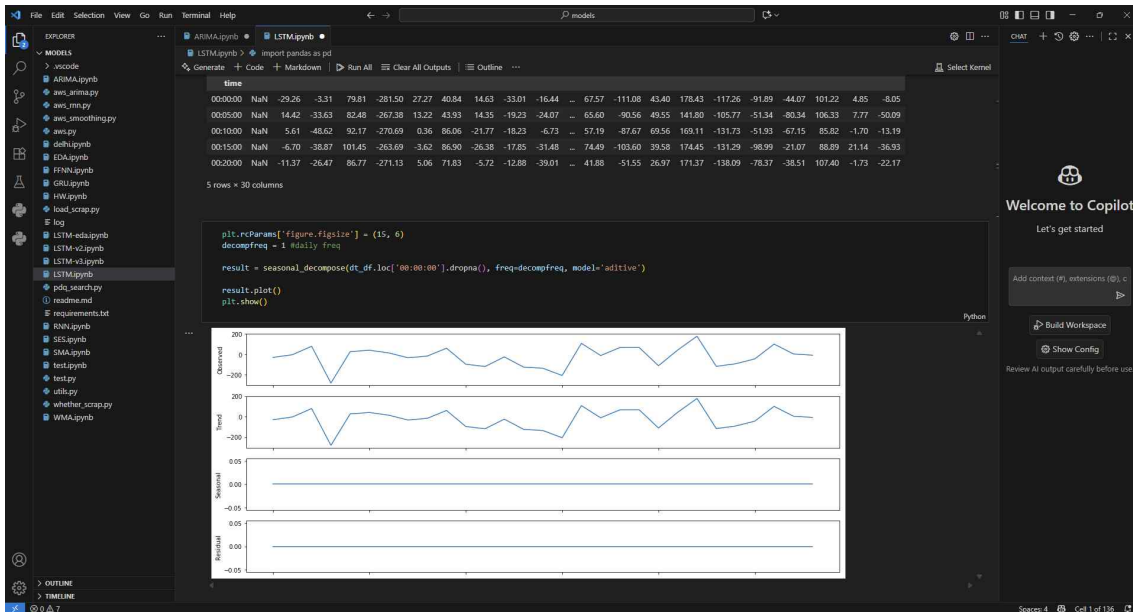 File Edit Selection View Go Run Terminal Help
models
EXPLORER
MODELS
.vscode
ARIMA.ipynb
aws_arima.py
aws_rnn.py
aws_smoothing.py
aws.py
delhi.ipynb
EDA.ipynb
FFNN.ipynb
GRU.ipynb
HW.ipynb
load_scrap.py
log
LSTM-eda.ipynb
LSTM-v2.ipynb
LSTM-v3.ipynb
LSTM.ipynb
pdq_search.py
readme.md
requirements.txt
RNN.ipynb
SES.ipynb
SMA.ipynb
test.ipynb
test.py
utils.py
whether_scrap.py
WMA.ipynb
OUTLINE
TIMELINE
ARIMA.ipynb LSTM.ipynb
LSTM.ipynb > import pandas as pd
Generate + Code + Markdown Run All Clear All Outputs Outline ... Select Kernel
time
00:00:00 NaN -29.26 -3.31 79.81 -281.50 27.27 40.84 14.63 -33.01 -16.44 ... 67.57 -111.08 43.40 178.43 -117.26 -91.89 -44.07 101.22 4.85 -8.05
00:05:00 NaN 14.42 -33.63 82.48 -267.38 13.22 43.93 14.35 -19.23 -24.07 ... 65.60 -90.56 49.55 141.80 -105.77 -51.34 -80.34 106.33 7.77 -50.09
00:10:00 NaN 5.61 -48.62 92.17 -270.69 0.36 86.06 -21.77 -18.23 -6.73 ... 57.19 -87.67 69.56 169.11 -131.73 -51.93 -67.15 85.82 -1.70 -13.19
00:15:00 NaN -6.70 -38.87 101.45 -263.69 -3.62 86.90 -26.38 -17.85 -31.48 ... 74.49 -103.60 39.58 174.45 -131.29 -98.99 -21.07 88.89 21.14 -36.93
00:20:00 NaN -11.37 -26.47 86.77 -271.13 5.06 71.83 -5.72 -12.88 -39.01 ... 41.88 -51.55 26.97 171.37 -138.09 -78.37 -38.51 107.40 -1.73 -22.17
5 rows × 30 columns
plt.rcParams['figure.figsize'] = (15, 6)
decompfreq = 1 #daily freq
result = seasonal_decompose(dt_df.loc['00:00:00'].dropna(), freq=decompfreq, model='aditive')
result.plot()
plt.show()
Python
Observed
200
0
−200
Trend
200
0
−200
Seasonal
0.05
0.00
−0.05
Residual
0.05
0.00
−0.05
CHAT
Welcome to Copilot
Let's get started
Add context (#), extensions (@), c
Build Workspace
Show Config
Review AI output carefully before use
0 7
Spaces: 4 Cell 1 of 136